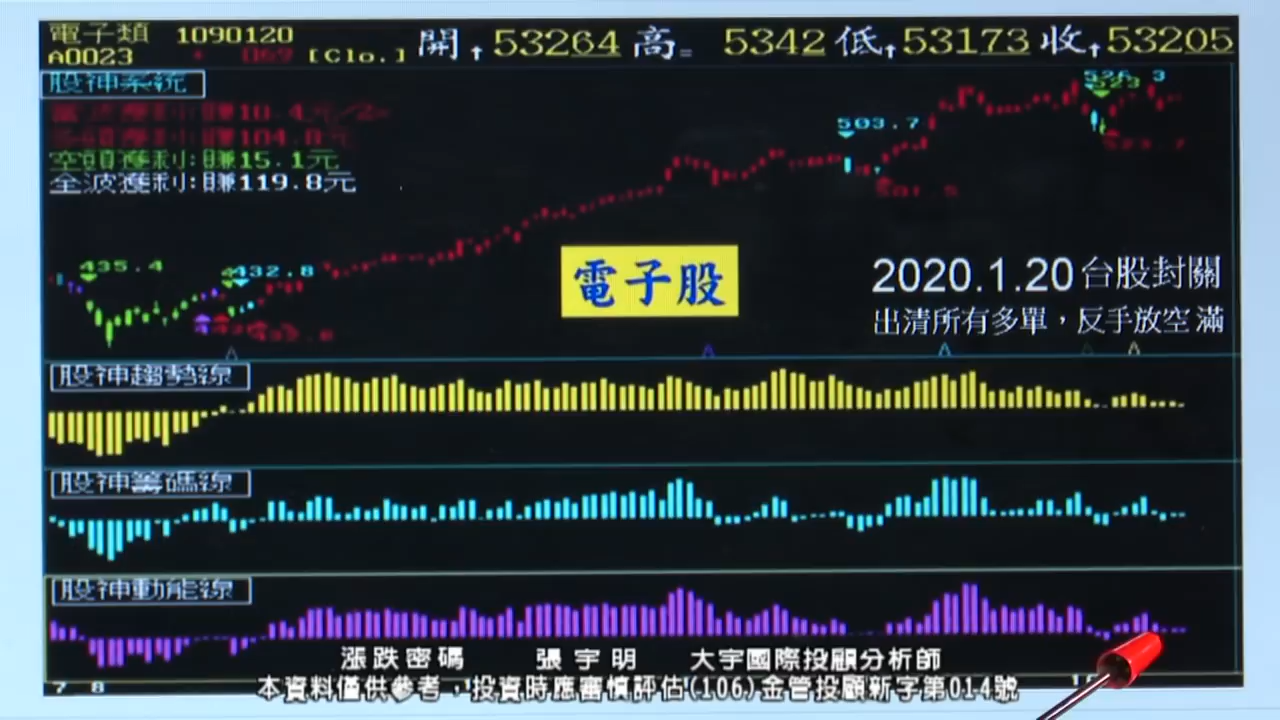 電子類 1090120
A0023 [Clo.] 開↑53264 高=5342 低↑53173 收↑53205
股神系統
空頭獲利:賺15.1元
全波獲利:賺119.8元
503.7
435.4
432.8
電子股
2020.1.20台股封關
出清所有多單，反手放空滿
股神趨勢線
股神籌碼線
股神動能線
7 8
漲跌密碼 張宇明 大宇國際投顧分析師
本資料僅供參考，投資時應審慎評估(106)金管投顧新字第014號